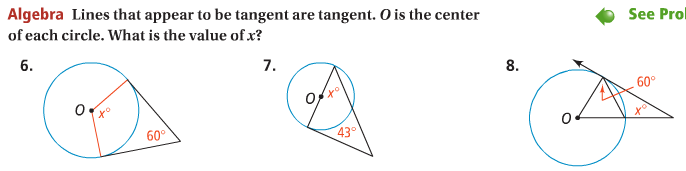 Algebra Lines that appear to be tangent are tangent. O is the center
See Pro
of each circle. What is the value of x?
6.
7.
8.
O
x°
60°
O
x°
43°
O
60°
x°